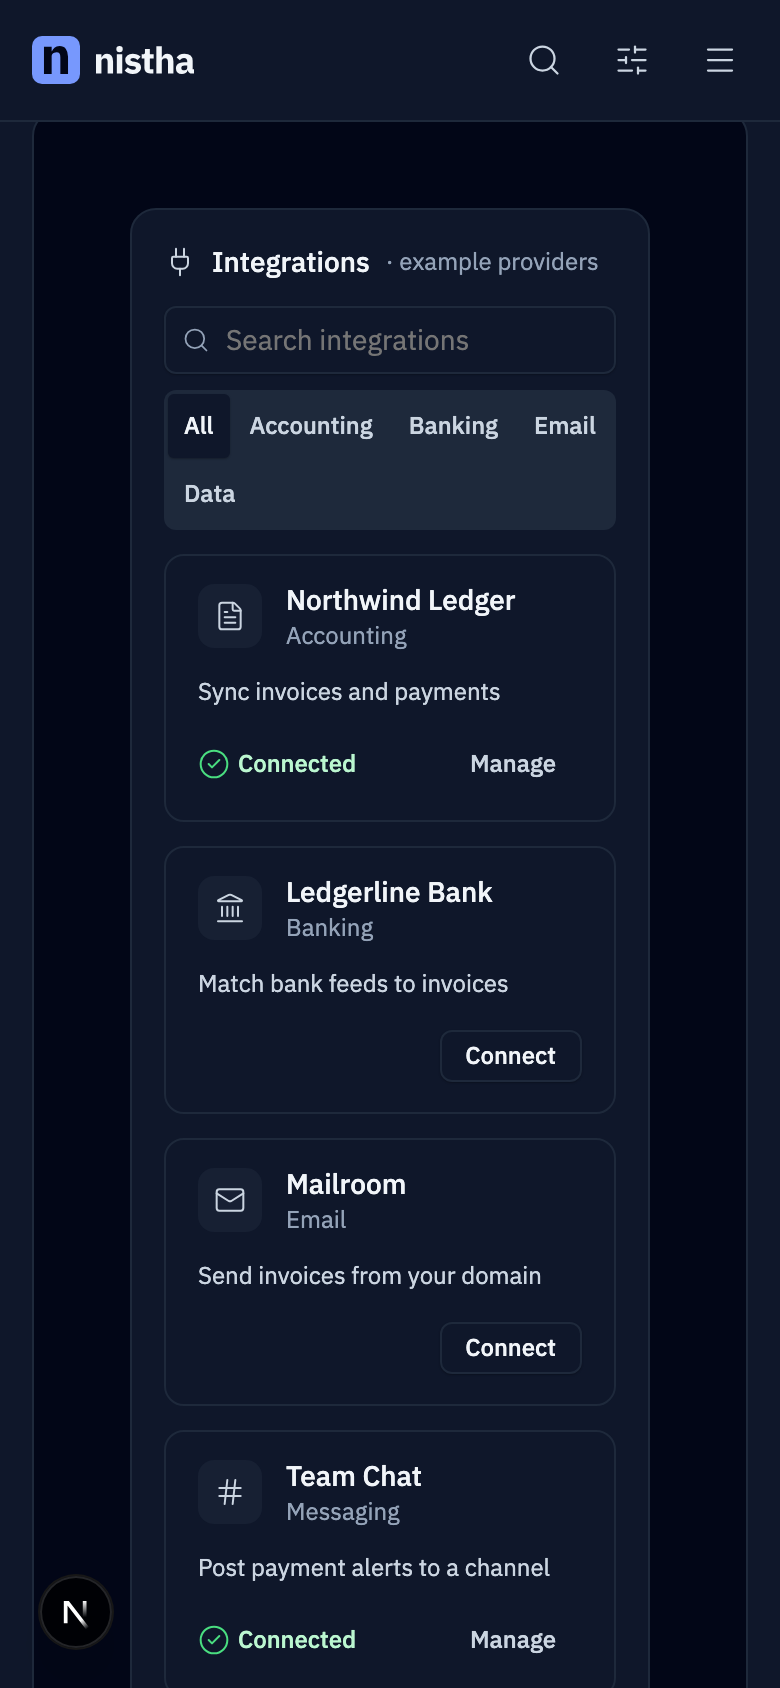 n nistha
Integrations · example providers
Search integrations
All Accounting Banking Email
Data
Northwind Ledger
Accounting
Sync invoices and payments
Connected Manage
Ledgerline Bank
Banking
Match bank feeds to invoices
Connect
Mailroom
Email
Send invoices from your domain
Connect
Team Chat
Messaging
Post payment alerts to a channel
N
Connected Manage